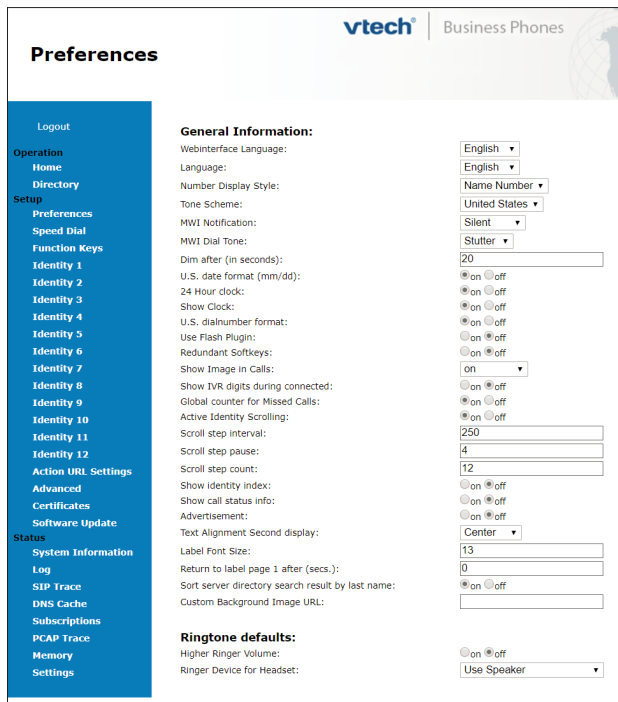 vtech® Business Phones
Preferences
Logout
Operation
Home
Directory
Setup
Preferences
Speed Dial
Function Keys
Identity 1
Identity 2
Identity 3
Identity 4
Identity 5
Identity 6
Identity 7
Identity 8
Identity 9
Identity 10
Identity 11
Identity 12
Action URL Settings
Advanced
Certificates
Software Update
Status
System Information
Log
SIP Trace
DNS Cache
Subscriptions
PCAP Trace
Memory
Settings
General Information:
Webinterface Language: English
Language: English
Number Display Style: Name Number
Tone Scheme: United States
MWI Notification: Silent
MWI Dial Tone: Stutter
Dim after (in seconds): 20
U.S. date format (mm/dd): on off
24 Hour clock: on off
Show Clock: on off
U.S. dialnumber format: on off
Use Flash Plugin: on off
Redundant Softkeys: on off
Show Image in Calls: on
Show IVR digits during connected: on off
Global counter for Missed Calls: on off
Active Identity Scrolling: on off
Scroll step interval: 250
Scroll step pause: 4
Scroll step count: 12
Show identity index: on off
Show call status info: on off
Advertisement: on off
Text Alignment Second display: Center
Label Font Size: 13
Return to label page 1 after (secs.): 0
Sort server directory search result by last name: on off
Custom Background Image URL:
Ringtone defaults:
Higher Ringer Volume: on off
Ringer Device for Headset: Use Speaker